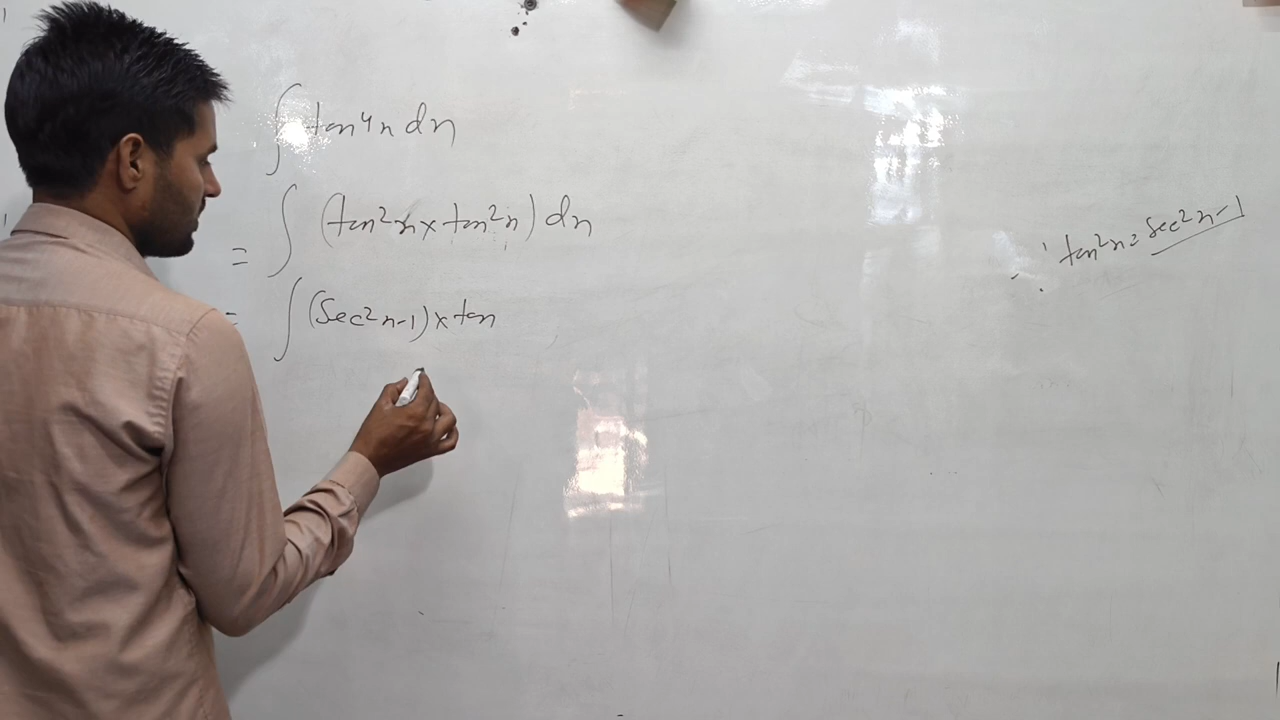 ∫ tan⁴x dx
= ∫ (tan²x × tan²x) dx
= ∫ (Sec²x-1) × tan
∵ tan²x = Sec²x-1